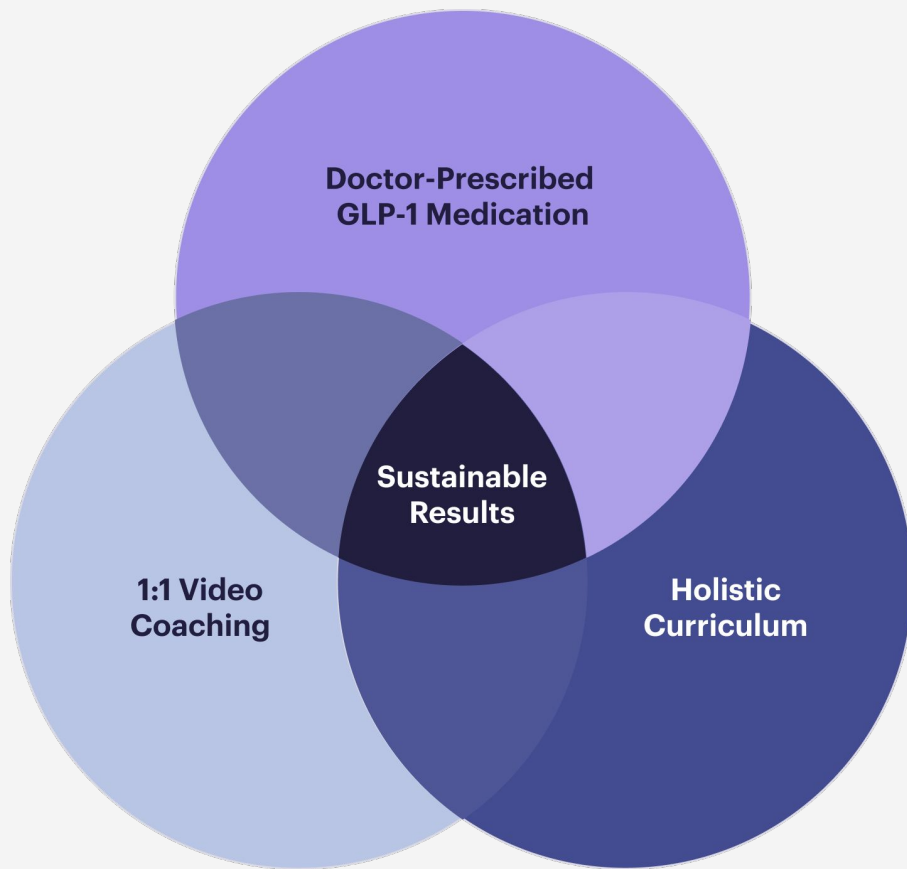 Doctor-Prescribed
GLP-1 Medication
Sustainable
Results
1:1 Video
Coaching
Holistic
Curriculum